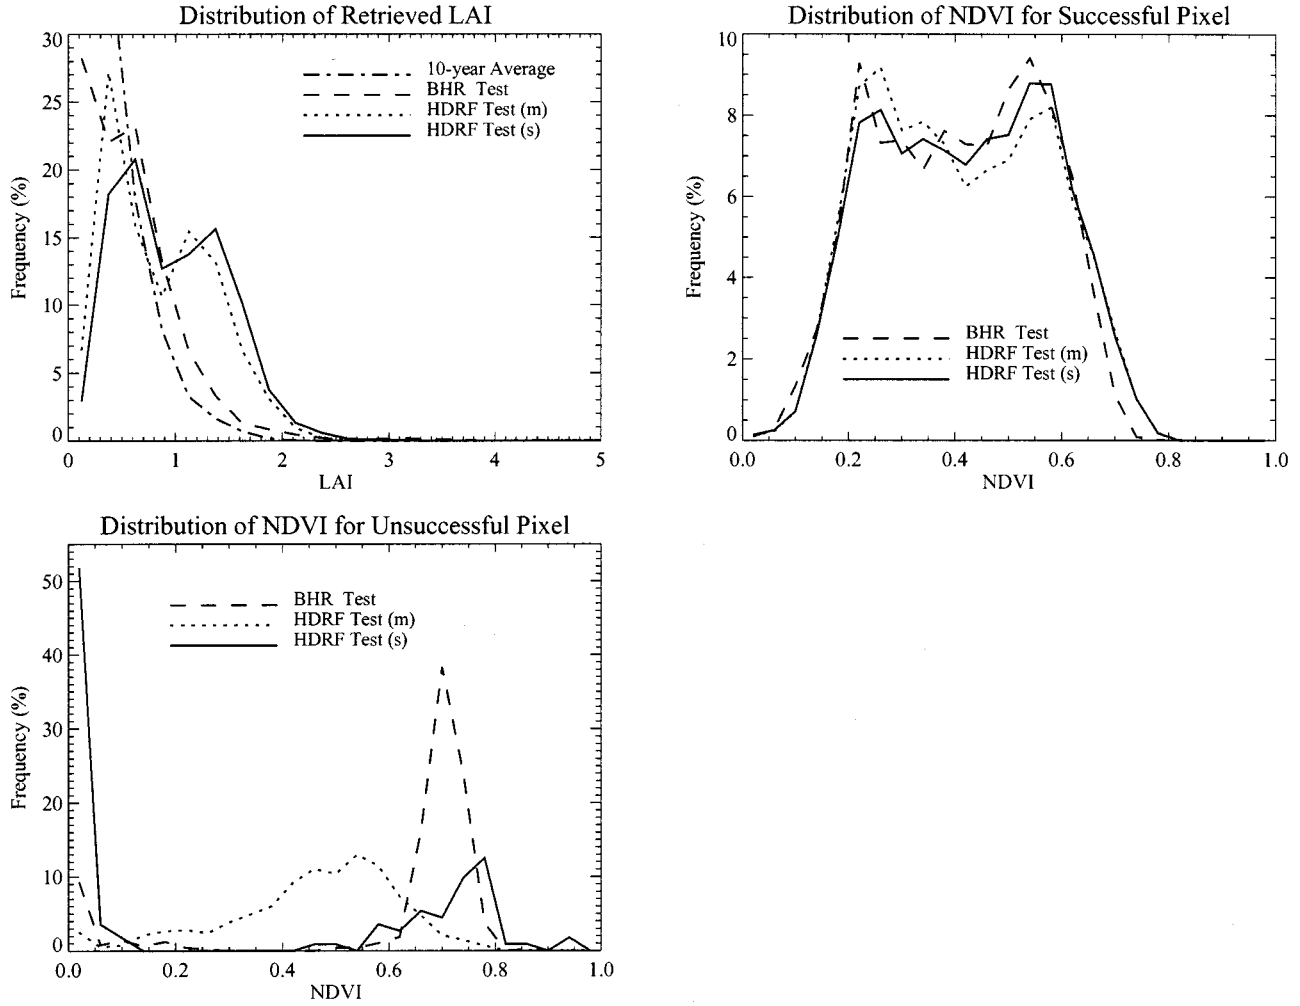 Distribution of Retrieved LAI
30
25
20
15
10
5
0
Frequency (%)
10-year Average
BHR Test
HDRF Test (m)
HDRF Test (s)
0 1 2 3 4 5
LAI
Distribution of NDVI for Successful Pixel
10
8
6
4
2
0
Frequency (%)
BHR Test
HDRF Test (m)
HDRF Test (s)
0.0 0.2 0.4 0.6 0.8 1.0
NDVI
Distribution of NDVI for Unsuccessful Pixel
50
40
30
20
10
0
Frequency (%)
BHR Test
HDRF Test (m)
HDRF Test (s)
0.0 0.2 0.4 0.6 0.8 1.0
NDVI